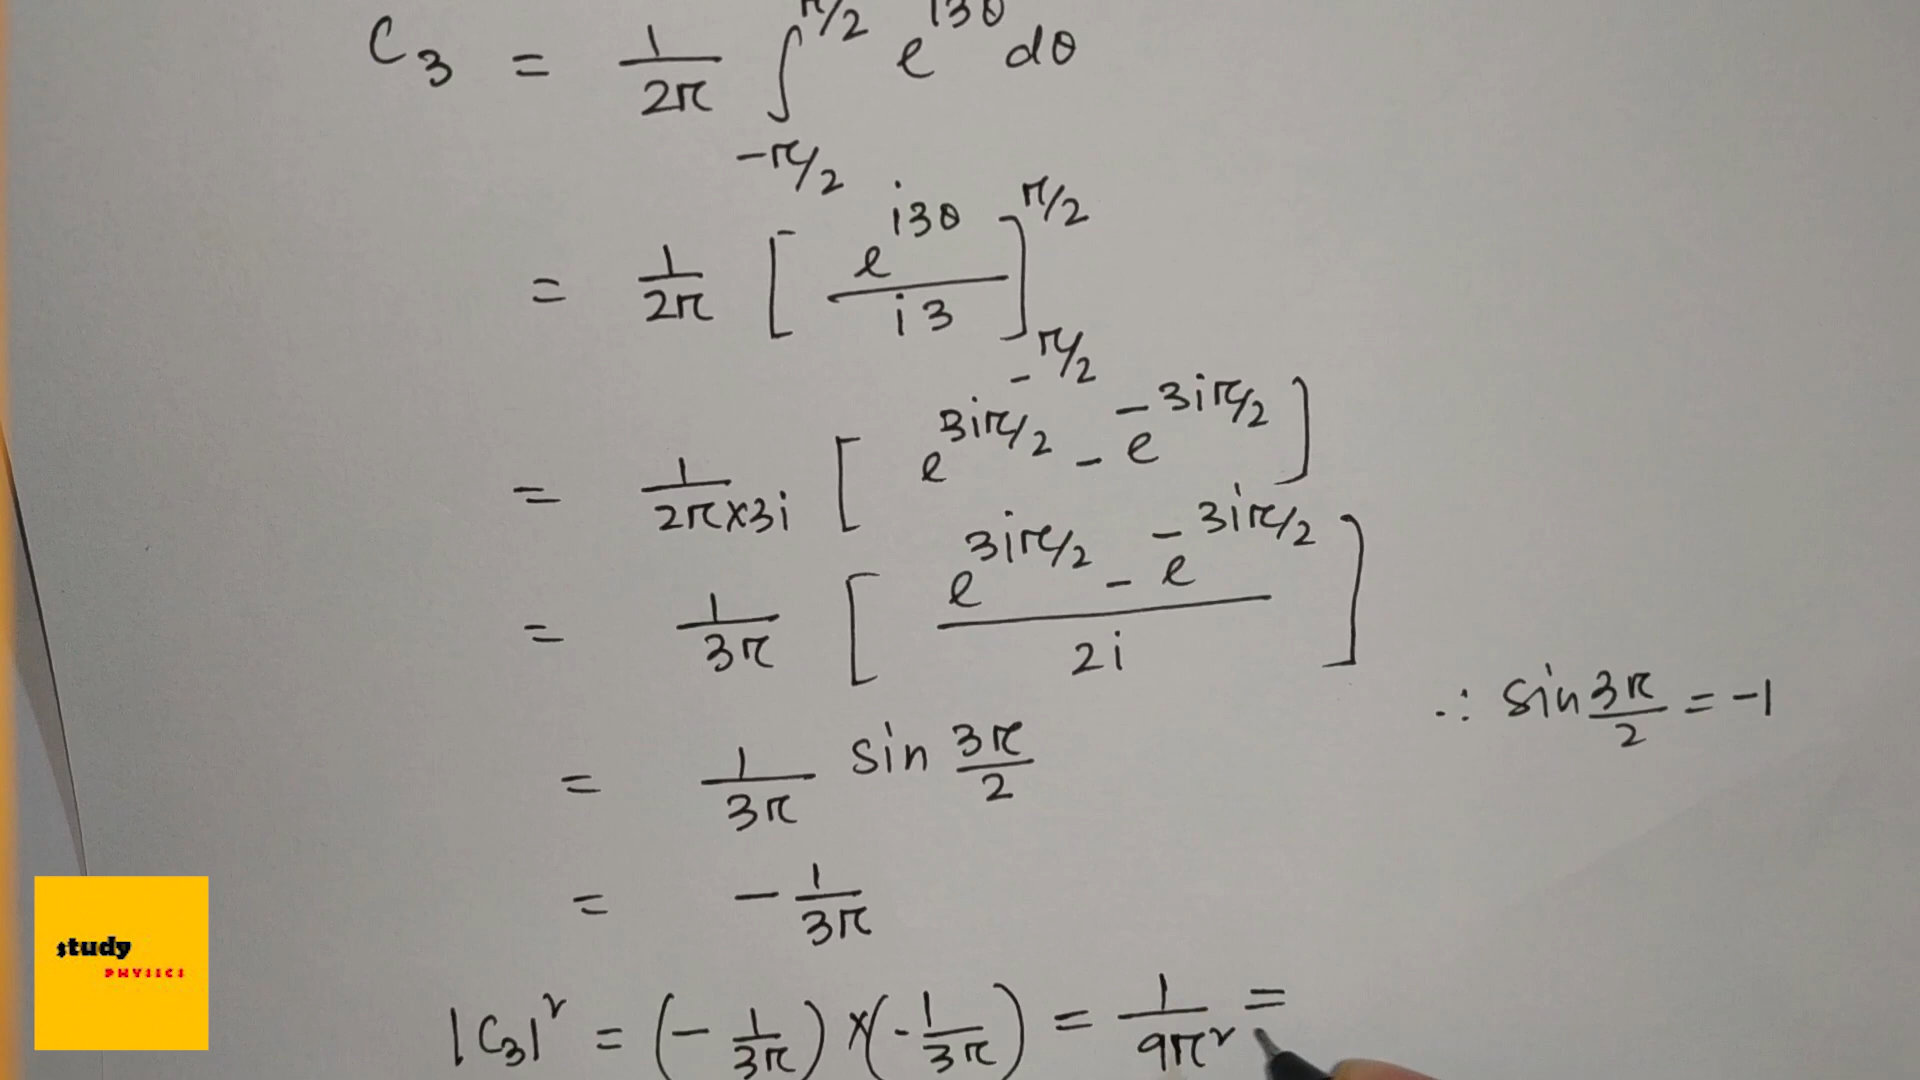 C₃ = 1/2π ∫_{-π/2}^{π/2} e^{i3θ} dθ
= 1/2π [ e^{i3θ} / i3 ]_{-π/2}^{π/2}
= 1/2π×3i [ e^{3iπ/2} - e^{-3iπ/2} ]
= 1/3π [ e^{3iπ/2} - e^{-3iπ/2} / 2i ]
∴ sin 3π/2 = -1
= 1/3π sin 3π/2
= - 1/3π
|C₃|² = (- 1/3π) × (- 1/3π) = 1/9π² =
study
PHYSICS